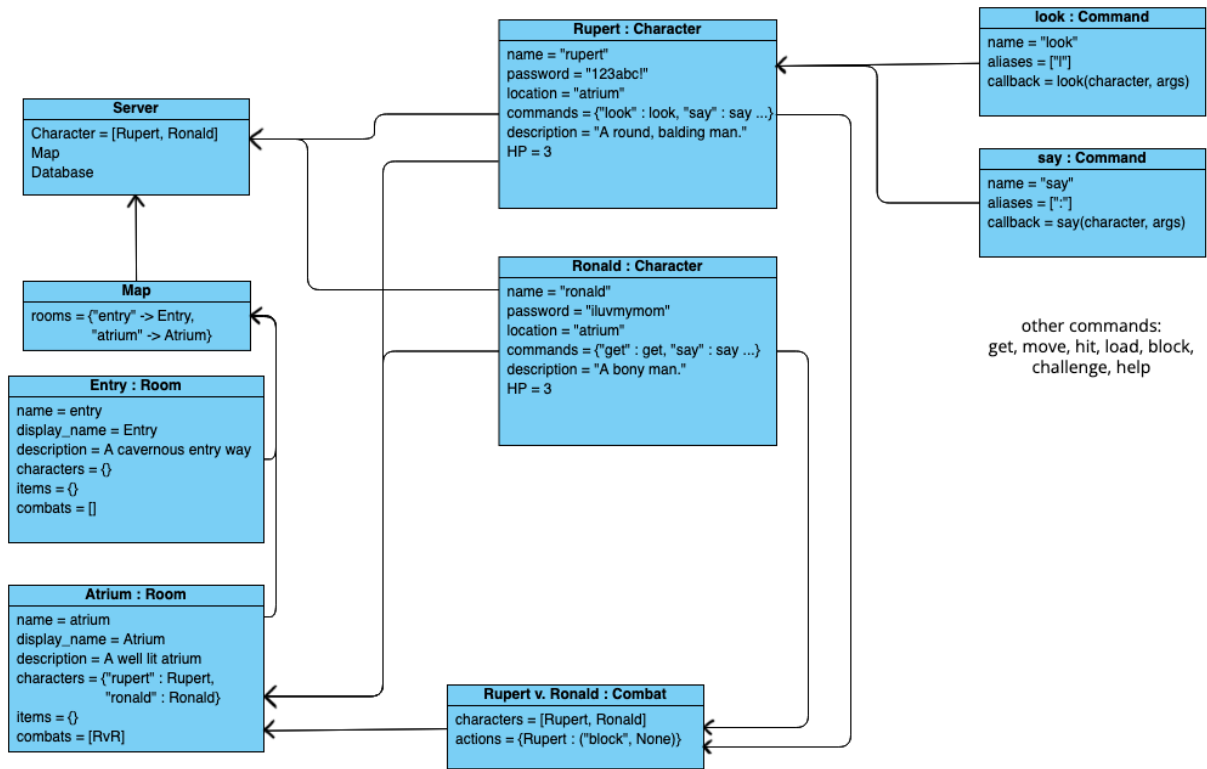 Server
Character = [Rupert, Ronald]
Map
Database
Map
rooms = {"entry" -> Entry,
"atrium" -> Atrium}
Entry : Room
name = entry
display_name = Entry
description = A cavernous entry way
characters = {}
items = {}
combats = []
Atrium : Room
name = atrium
display_name = Atrium
description = A well lit atrium
characters = {"rupert" : Rupert,
"ronald" : Ronald}
items = {}
combats = [RvR]
Rupert : Character
name = "rupert"
password = "123abc!"
location = "atrium"
commands = {"look" : look, "say" : say ...}
description = "A round, balding man."
HP = 3
Ronald : Character
name = "ronald"
password = "iluvmymom"
location = "atrium"
commands = {"get" : get, "say" : say ...}
description = "A bony man."
HP = 3
Rupert v. Ronald : Combat
characters = [Rupert, Ronald]
actions = {Rupert : ("block", None)}
look : Command
name = "look"
aliases = ["l"]
callback = look(character, args)
say : Command
name = "say"
aliases = [":"]
callback = say(character, args)
other commands:
get, move, hit, load, block,
challenge, help